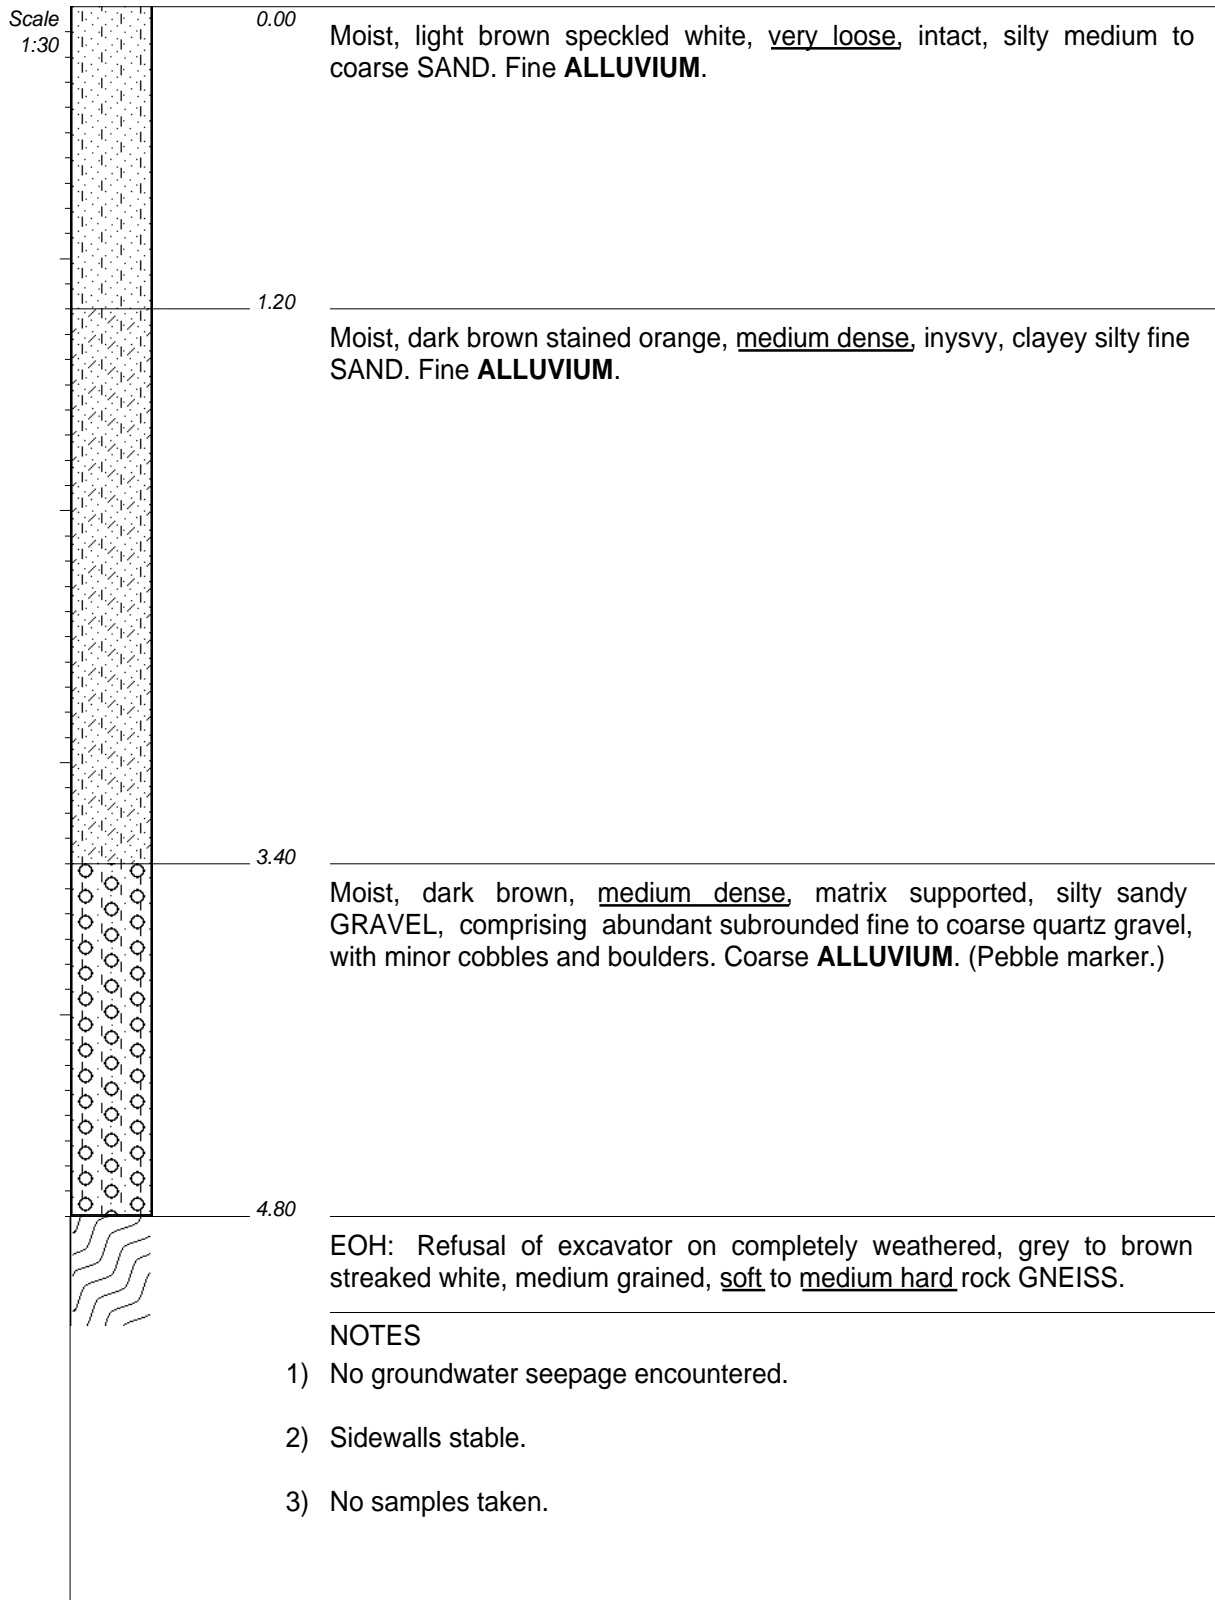 Scale
1:30
0.00
Moist, light brown speckled white, very loose, intact, silty medium to
coarse SAND. Fine ALLUVIUM.
1.20
Moist, dark brown stained orange, medium dense, inysvy, clayey silty fine
SAND. Fine ALLUVIUM.
3.40
Moist, dark brown, medium dense, matrix supported, silty sandy
GRAVEL, comprising abundant subrounded fine to coarse quartz gravel,
with minor cobbles and boulders. Coarse ALLUVIUM. (Pebble marker.)
4.80
EOH: Refusal of excavator on completely weathered, grey to brown
streaked white, medium grained, soft to medium hard rock GNEISS.
NOTES
1) No groundwater seepage encountered.
2) Sidewalls stable.
3) No samples taken.